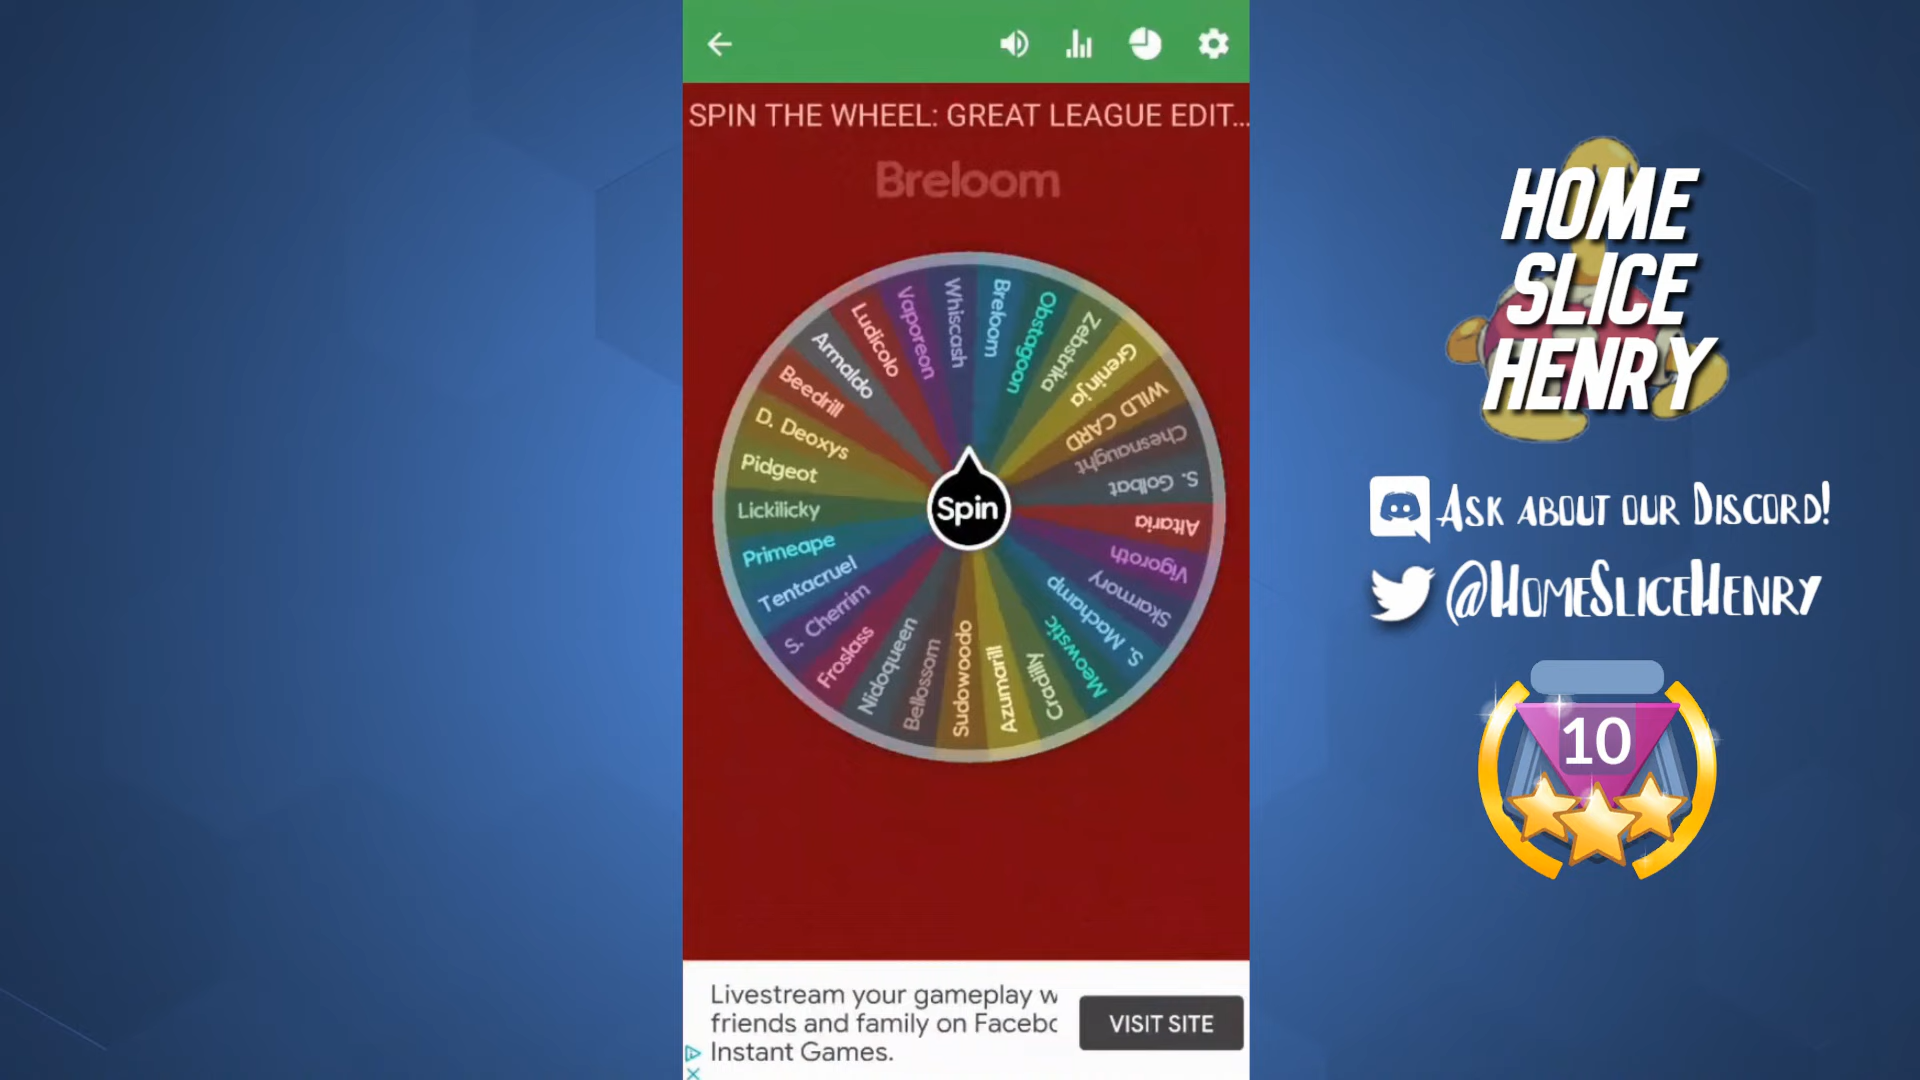 SPIN THE WHEEL: GREAT LEAGUE EDIT...
Breloom
Whiscash
Breloom
Obstagoon
Zebstrika
Greninja
WILD CARD
Chesnaught
S. Golbat
Altaria
Vigoroth
Skarmory
S. Machamp
Meowstic
Cradilly
Azumarill
Sudowoodo
Bellossom
Nidoqueen
Froslass
S. Cherrim
Tentacruel
Primeape
Lickilicky
Pidgeot
D. Deoxys
Beedrill
Armaldo
Ludicolo
Vaporeon
Spin
Livestream your gameplay w
friends and family on Facebo
Instant Games.
VISIT SITE
HOME
SLICE
HENRY
ASK ABOUT OUR DISCORD!
@HOMESLICEHENRY
10